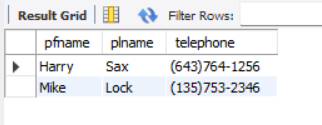 Result Grid Filter Rows:
pfname plname telephone
Harry Sax (643)764-1256
Mike Lock (135)753-2346